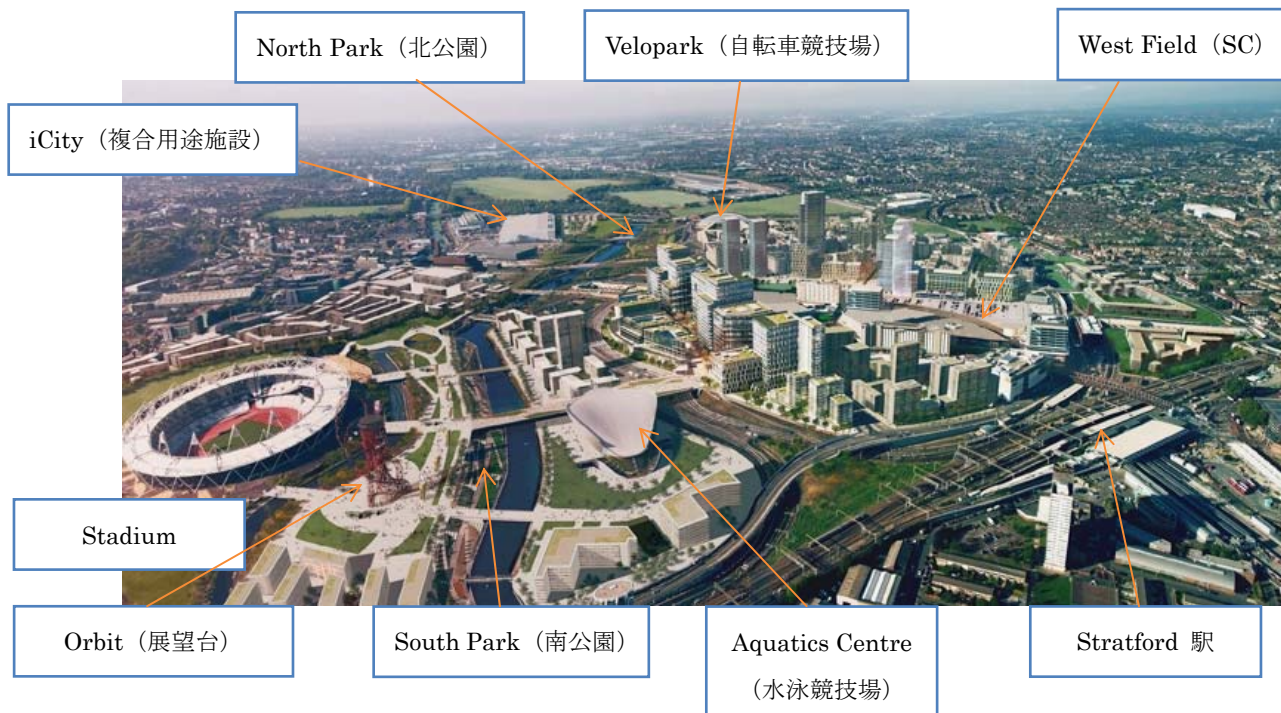 North Park（北公園）
Velopark（自転車競技場）
West Field（SC）
iCity（複合用途施設）
Stadium
Orbit（展望台）
South Park（南公園）
Aquatics Centre
（水泳競技場）
Stratford 駅